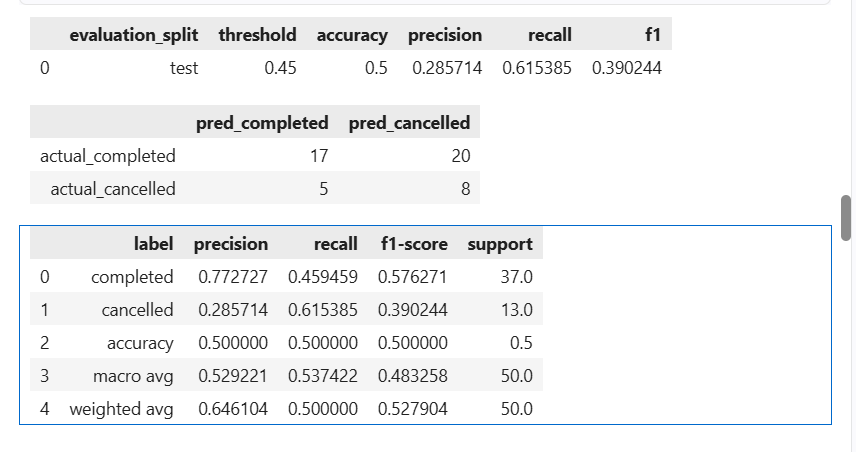 evaluation_split threshold accuracy precision recall f1
0 test 0.45 0.5 0.285714 0.615385 0.390244
pred_completed pred_cancelled
actual_completed 17 20
actual_cancelled 5 8
label precision recall f1-score support
0 completed 0.772727 0.459459 0.576271 37.0
1 cancelled 0.285714 0.615385 0.390244 13.0
2 accuracy 0.500000 0.500000 0.500000 0.5
3 macro avg 0.529221 0.537422 0.483258 50.0
4 weighted avg 0.646104 0.500000 0.527904 50.0